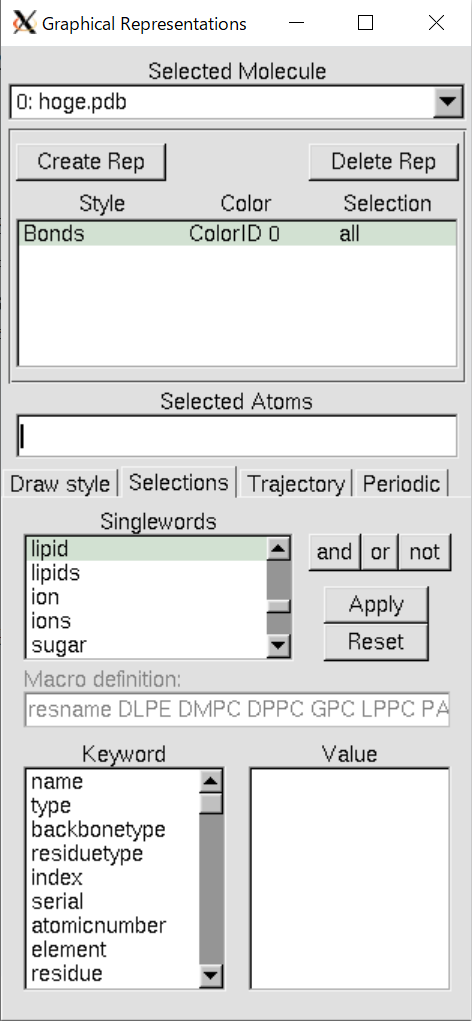 Graphical Representations
Selected Molecule
0: hoge.pdb
Create Rep Delete Rep
Style Color Selection
Bonds ColorID 0 all
Selected Atoms
Draw style Selections Trajectory Periodic
Singlewords
lipid
lipids
ion
ions
sugar
and or not
Apply
Reset
Macro definition:
resname DLPE DMPC DPPC GPC LPPC PA
Keyword
name
type
backbonetype
residuetype
index
serial
atomicnumber
element
residue
Value